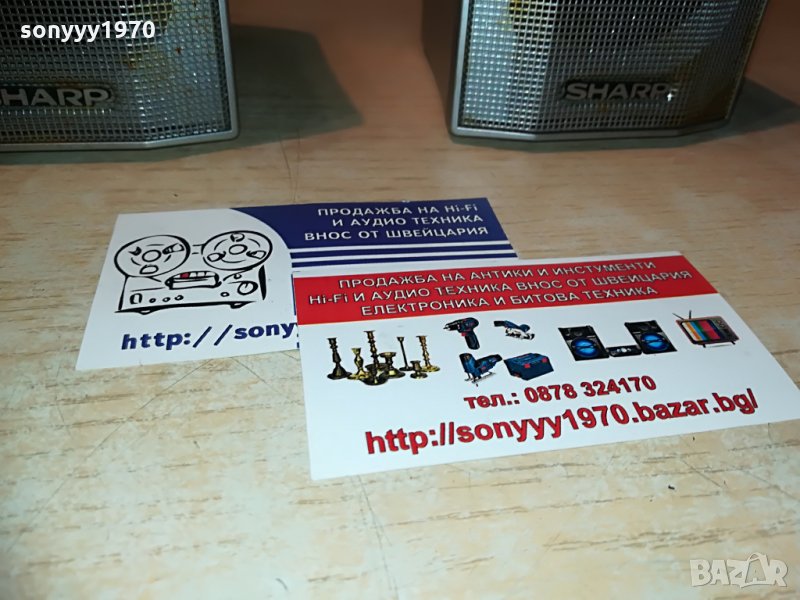 sonyyy1970
SHARP
SHARP
ПРОДАЖБА НА Hi-Fi
И АУДИО ТЕХНИКА
ВНОС ОТ ШВЕЙЦАРИЯ
http://sony
ПРОДАЖБА НА АНТИКИ И ИНСТУМЕНТИ
Hi-Fi И АУДИО ТЕХНИКА ВНОС ОТ ШВЕЙЦАРИЯ
ЕЛЕКТРОНИКА И БИТОВА ТЕХНИКА
тел.: 0878 324170
http://sonyyy1970.bazar.bg/
BAZAR